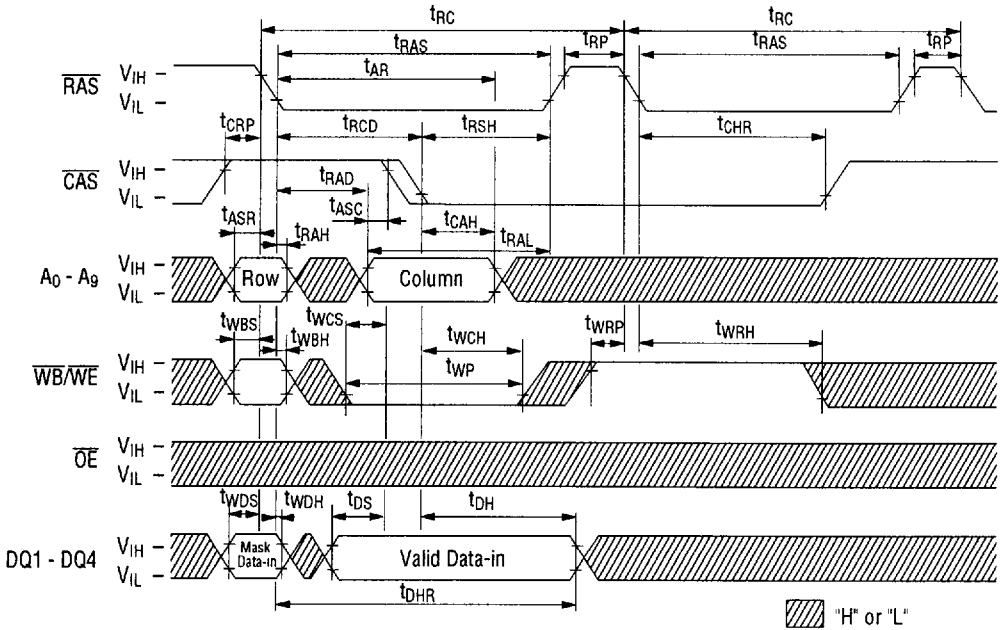 tRC tRC
tRAS tRP tRAS tRP
tAR
RAS VIH
VIL
tCRP tRCD tRSH tCHR
CAS VIH
VIL
tRAD
tASC
tASR tRAH tCAH
tRAL
A0 - A9 VIH
VIL
Row Column
tWBS tWBH tWCS tWCH tWRP tWRH
tWP
WB/WE VIH
VIL
OE VIH
VIL
tWDS tWDH tDS tDH
DQ1 - DQ4 VIH
VIL
Mask
Data-in
Valid Data-in
tDHR
"H" or "L"